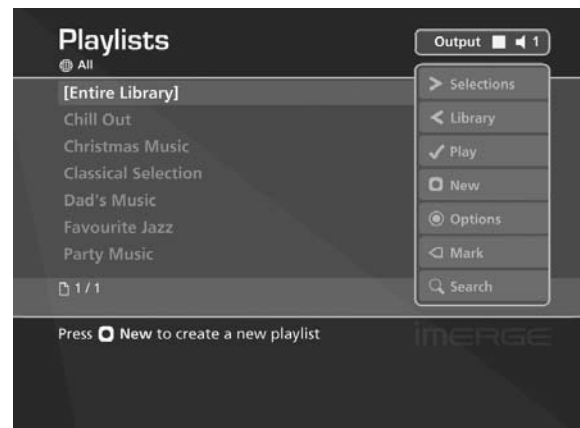 Playlists
All
Output 1
[Entire Library]
Chill Out
Christmas Music
Classical Selection
Dad's Music
Favourite Jazz
Party Music
1 / 1
Selections
Library
Play
New
Options
Mark
Search
Press New to create a new playlist
imerge